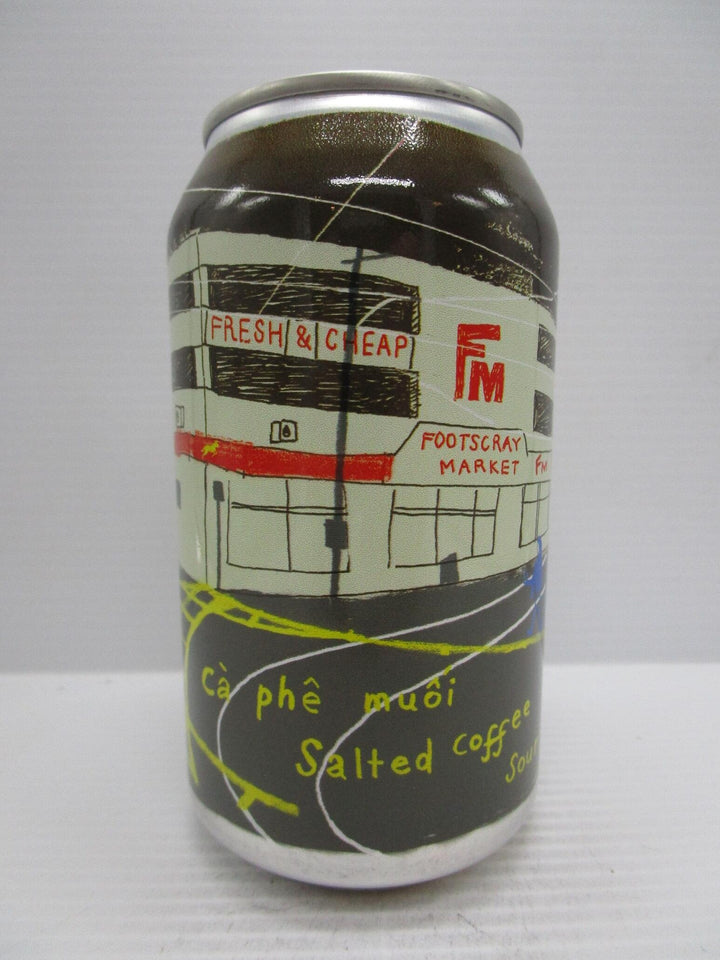 FRESH & CHEAP
FM
FOOTSCRAY
MARKET
FM
cà phê muối
Salted coffee